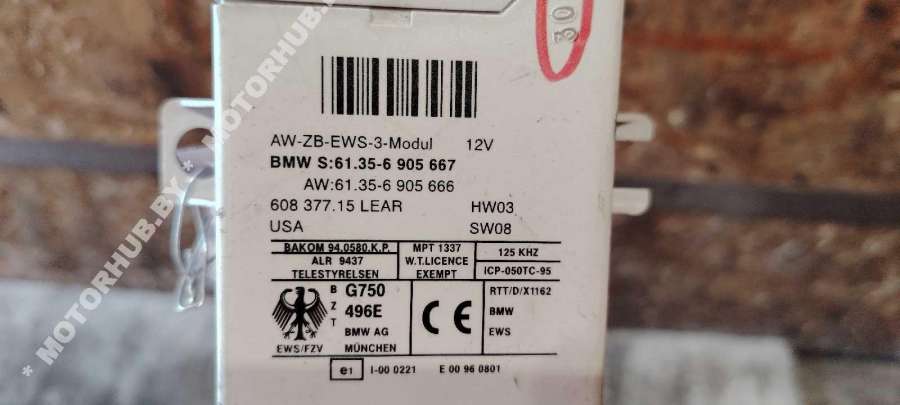 30
AW-ZB-EWS-3-Modul 12V
BMW S:61.35-6 905 667
AW:61.35-6 905 666
608 377.15 LEAR HW03
USA SW08
BAKOM 94.0580.K.P. MPT 1337 125 KHZ
ALR 9437 W.T.LICENCE
TELESTYRELSEN EXEMPT ICP-050TC-95
B Z T G750 RTT/D/X1162
496E CE BMW
BMW AG EWS
EWS/FZV MÜNCHEN
e1 I-00 0221 E 00 96 0801
* MOTORHUB.BY * MOTORHUB.BY
* MOTORHUB.BY